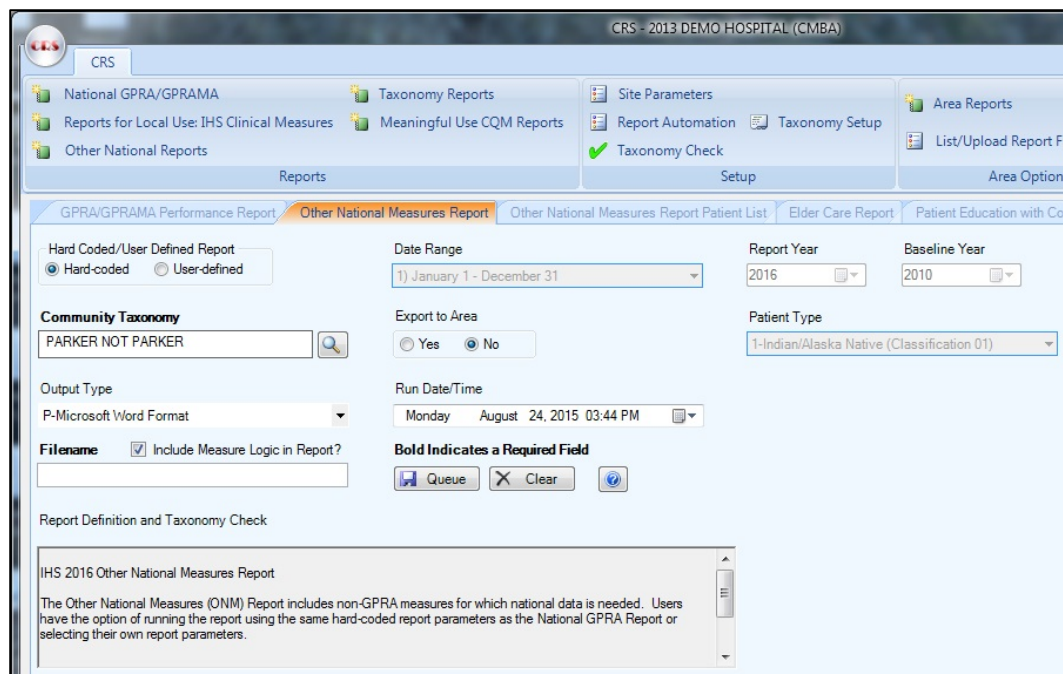 CRS - 2013 DEMO HOSPITAL (CMBA)
CRS
CRS
National GPRA/GPRAMA
Taxonomy Reports
Site Parameters
Area Reports
Reports for Local Use: IHS Clinical Measures
Meaningful Use CQM Reports
Report Automation
Taxonomy Setup
List/Upload Report F
Other National Reports
Taxonomy Check
Reports
Setup
Area Option
GPRA/GPRAMA Performance Report
Other National Measures Report
Other National Measures Report Patient List
Elder Care Report
Patient Education with Co
Hard Coded/User Defined Report
Hard-coded
User-defined
Date Range
1) January 1 - December 31
Report Year
2016
Baseline Year
2010
Community Taxonomy
PARKER NOT PARKER
Export to Area
Yes
No
Patient Type
1-Indian/Alaska Native (Classification 01)
Output Type
P-Microsoft Word Format
Run Date/Time
Monday August 24, 2015 03:44 PM
Filename
Include Measure Logic in Report?
Bold Indicates a Required Field
Queue
Clear
Report Definition and Taxonomy Check
IHS 2016 Other National Measures Report
The Other National Measures (ONM) Report includes non-GPRA measures for which national data is needed. Users
have the option of running the report using the same hard-coded report parameters as the National GPRA Report or
selecting their own report parameters.